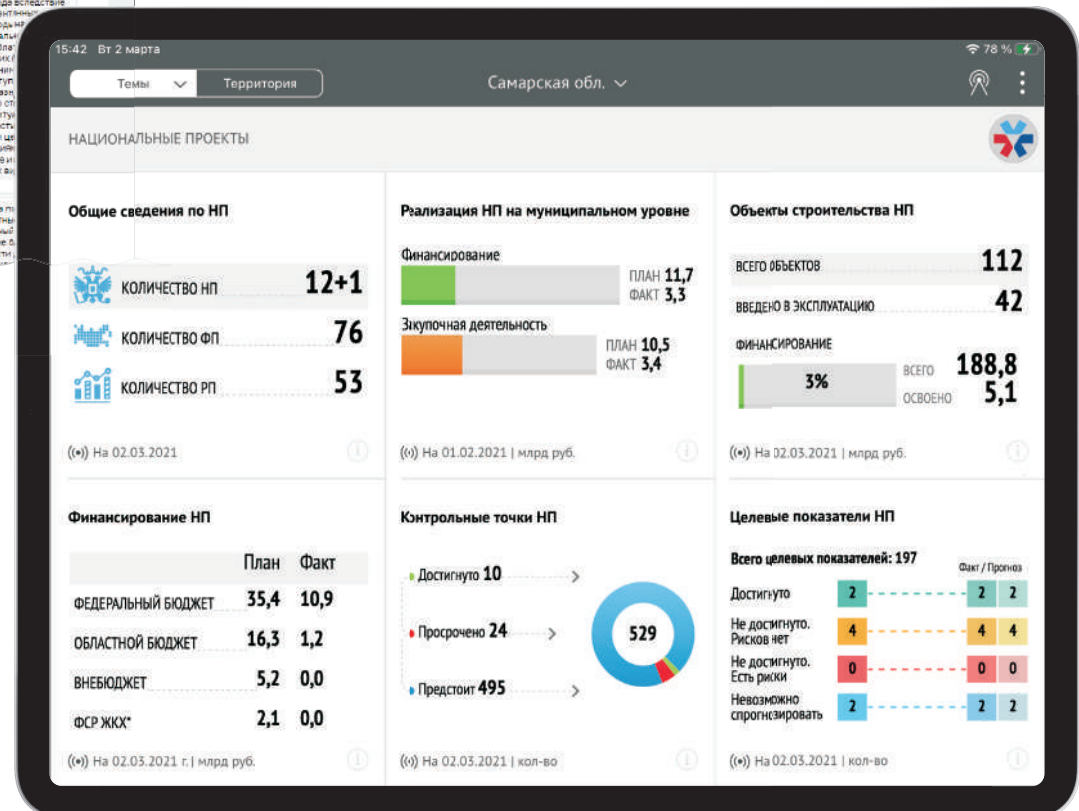 15:42 Вт 2 марта
78 %
Темы
Территория
Самарская обл.
НАЦИОНАЛЬНЫЕ ПРОЕКТЫ
Общие сведения по НП
КОЛИЧЕСТВО НП 12+1
КОЛИЧЕСТВО ФП 76
КОЛИЧЕСТВО РП 53
На 02.03.2021
Реализация НП на муниципальном уровне
Финансирование
ПЛАН 11,7
ФАКТ 3,3
Закупочная деятельность
ПЛАН 10,5
ФАКТ 3,4
На 01.02.2021 | млрд руб.
Объекты строительства НП
ВСЕГО ОБЪЕКТОВ 112
ВВЕДЕНО В ЭКСПЛУАТАЦИЮ 42
ФИНАНСИРОВАНИЕ
3%
ВСЕГО 188,8
ОСВОЕНО 5,1
На 02.03.2021 | млрд руб.
Финансирование НП
План Факт
ФЕДЕРАЛЬНЫЙ БЮДЖЕТ 35,4 10,9
ОБЛАСТНОЙ БЮДЖЕТ 16,3 1,2
ВНЕБЮДЖЕТ 5,2 0,0
ФСР ЖКХ* 2,1 0,0
На 02.03.2021 г. | млрд руб.
Контрольные точки НП
Достигнуто 10
Просрочено 24
Предстоит 495
529
На 02.03.2021 | кол-во
Целевые показатели НП
Всего целевых показателей: 197
Факт / Прогноз
Достигнуто 2 2 2
Не достигнуто.
Рисков нет 4 4 4
Не достигнуто.
Есть риски 0 0 0
Невозможно
спрогнозировать 2 2 2
На 02.03.2021 | кол-во